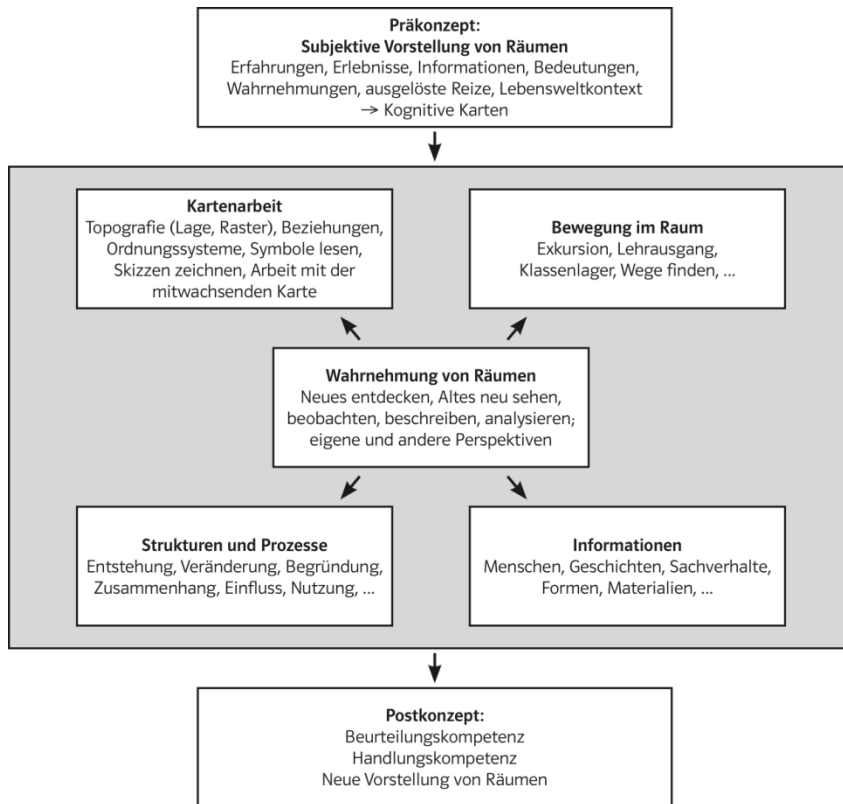 Präkonzept:
Subjektive Vorstellung von Räumen
Erfahrungen, Erlebnisse, Informationen, Bedeutungen,
Wahrnehmungen, ausgelöste Reize, Lebensweltkontext
→ Kognitive Karten
Kartenarbeit
Topografie (Lage, Raster), Beziehungen,
Ordnungssysteme, Symbole lesen,
Skizzen zeichnen, Arbeit mit der
mitwachsenden Karte
Bewegung im Raum
Exkursion, Lehrausgang,
Klassenlager, Wege finden, ...
Wahrnehmung von Räumen
Neues entdecken, Altes neu sehen,
beobachten, beschreiben, analysieren;
eigene und andere Perspektiven
Strukturen und Prozesse
Entstehung, Veränderung, Begründung,
Zusammenhang, Einfluss, Nutzung, ...
Informationen
Menschen, Geschichten, Sachverhalte,
Formen, Materialien, ...
Postkonzept:
Beurteilungskompetenz
Handlungskompetenz
Neue Vorstellung von Räumen